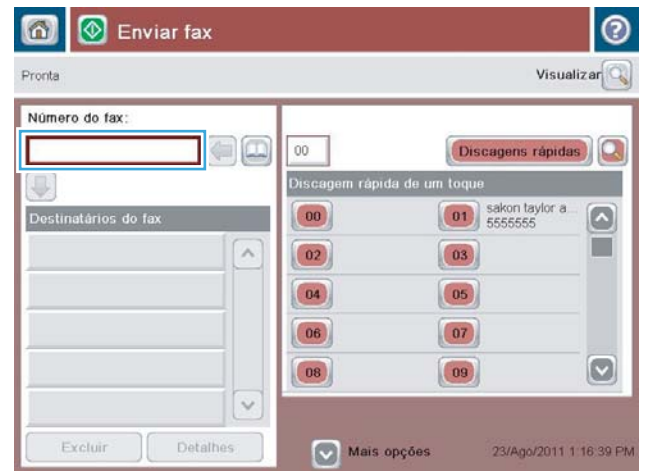 Enviar fax
Pronta
Visualizar
Número do fax:
00
Discagens rápidas
Discagem rápida de um toque
Destinatários do fax
00
01
sakon taylor a...
5555555
02
03
04
05
06
07
08
09
Excluir
Detalhes
Mais opções
23/Ago/2011 1:16:39 PM